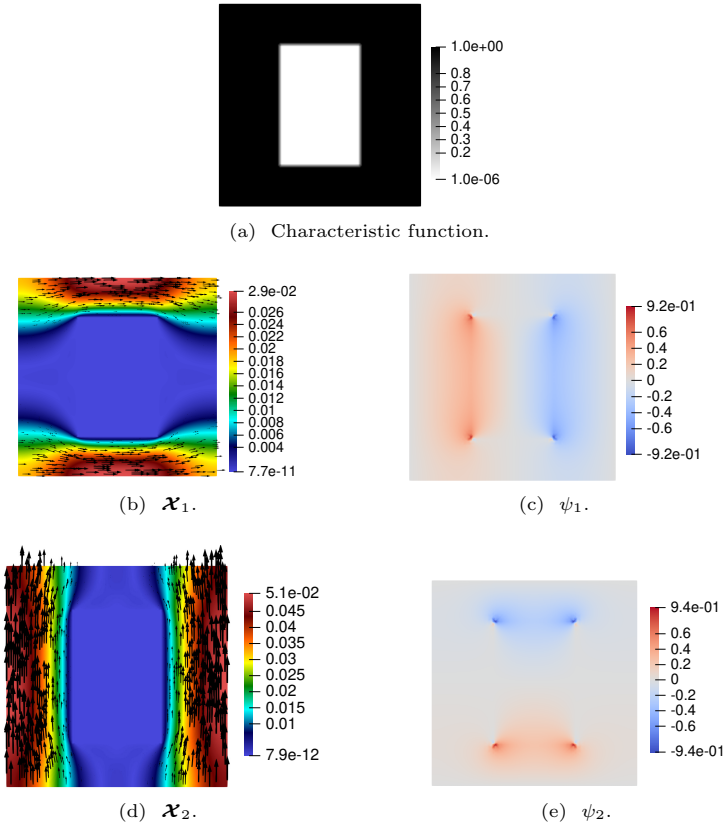 1.0e+00
0.8
0.7
0.6
0.5
0.4
0.3
0.2
1.0e-06
(a) Characteristic function.
2.9e-02
0.026
0.024
0.022
0.02
0.018
0.016
0.014
0.012
0.01
0.008
0.006
0.004
7.7e-11
(b) 𝓧₁.
9.2e-01
0.6
0.4
0.2
0
-0.2
-0.4
-0.6
-9.2e-01
(c) ψ₁.
5.1e-02
0.045
0.04
0.035
0.03
0.025
0.02
0.015
0.01
7.9e-12
(d) 𝓧₂.
9.4e-01
0.6
0.4
0.2
0
-0.2
-0.4
-0.6
-9.4e-01
(e) ψ₂.